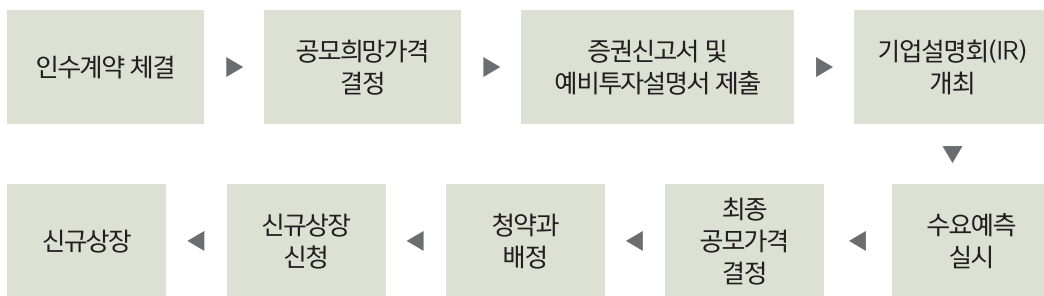 인수계약 체결
공모희망가격
결정
증권신고서 및
예비투자설명서 제출
기업설명회(IR)
개최
수요예측
실시
최종
공모가격
결정
청약과
배정
신규상장
신청
신규상장